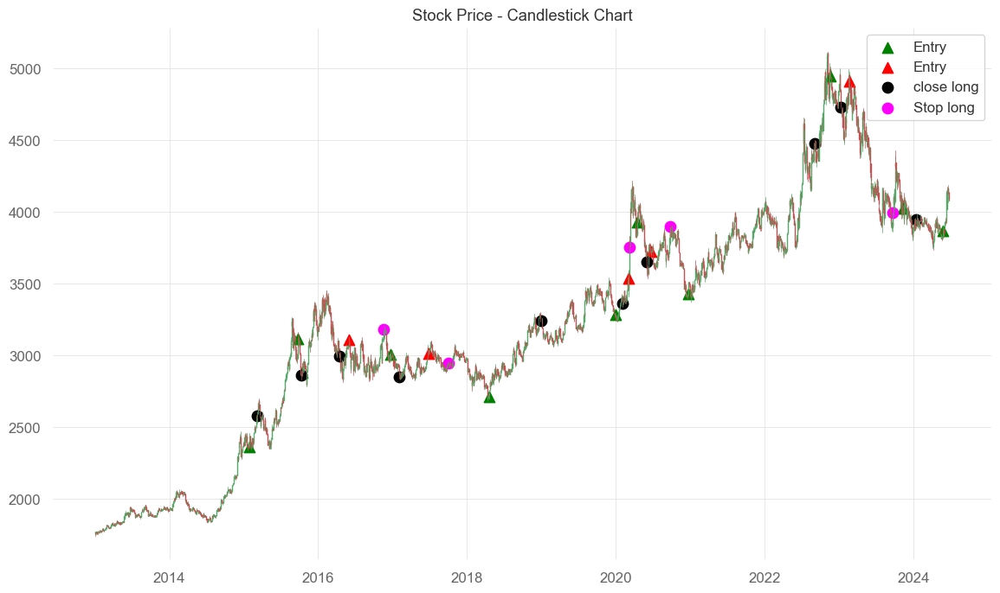 Stock Price - Candlestick Chart
Entry
Entry
close long
Stop long
5000
4500
4000
3500
3000
2500
2000
2014
2016
2018
2020
2022
2024